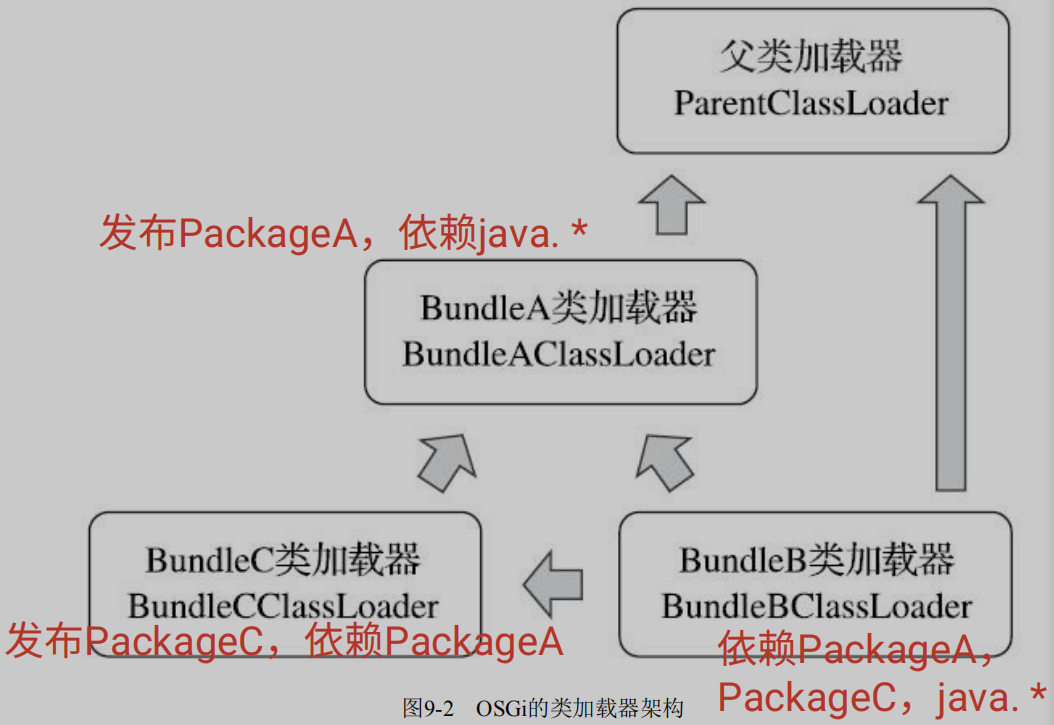 父类加载器
ParentClassLoader
发布PackageA，依赖java. *
BundleA类加载器
BundleAClassLoader
BundleC类加载器
BundleCClassLoader
发布PackageC，依赖PackageA
BundleB类加载器
BundleBClassLoader
依赖PackageA，
PackageC，java. *
图9-2 OSGi的类加载器架构